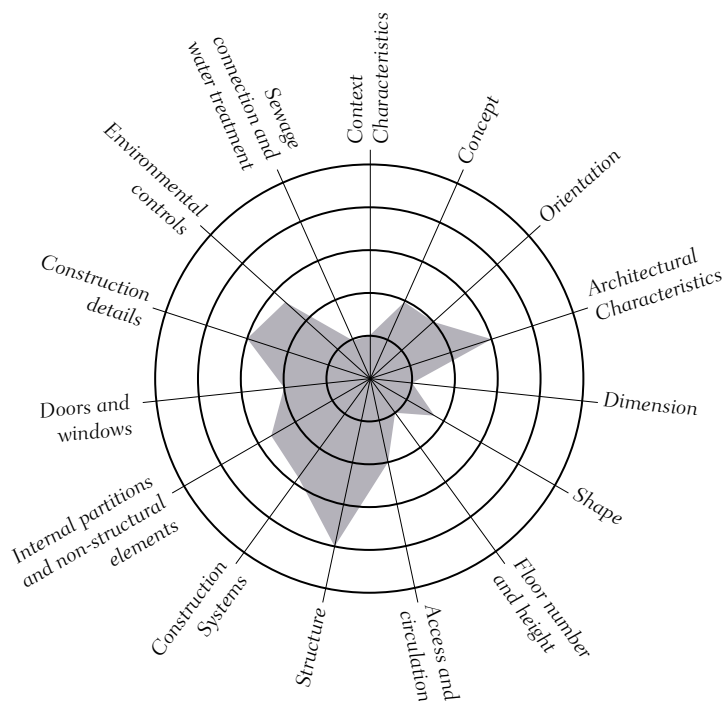 Context
Characteristics
Concept
Orientation
Architectural
Characteristics
Dimension
Shape
Floor number
and height
Access and
circulation
Structure
Construction
Systems
Internal partitions
and non-structural
elements
Doors and
windows
Construction
details
Environmental
controls
Sewage
connection and
water treatment